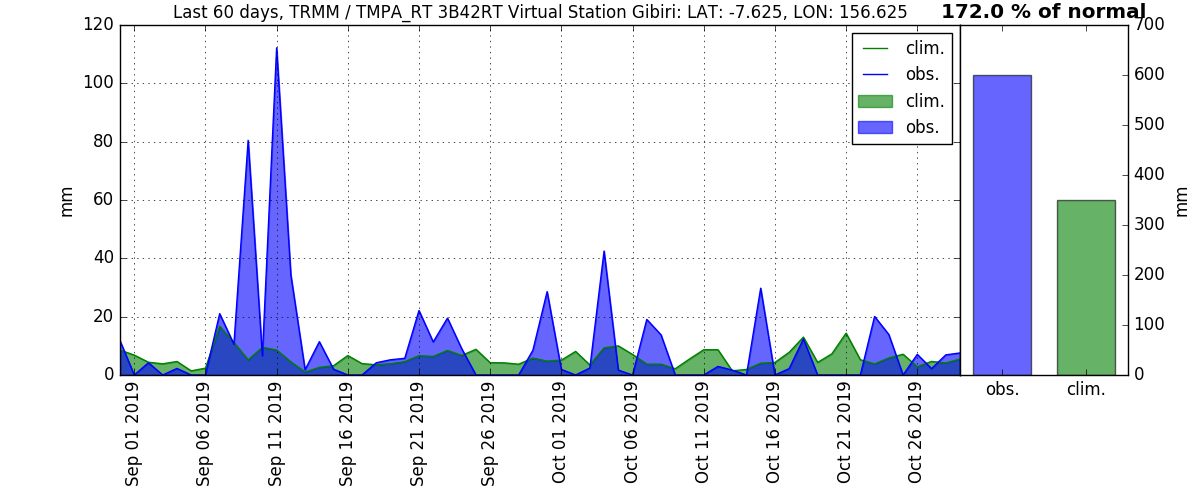 Last 60 days, TRMM / TMPA_RT 3B42RT Virtual Station Gibiri: LAT: -7.625, LON: 156.625
172.0 % of normal
120
100
80
60
40
20
0
mm
clim.
obs.
clim.
obs.
700
600
500
400
300
200
100
0
mm
obs.
clim.
Sep 01 2019
Sep 06 2019
Sep 11 2019
Sep 16 2019
Sep 21 2019
Sep 26 2019
Oct 01 2019
Oct 06 2019
Oct 11 2019
Oct 16 2019
Oct 21 2019
Oct 26 2019